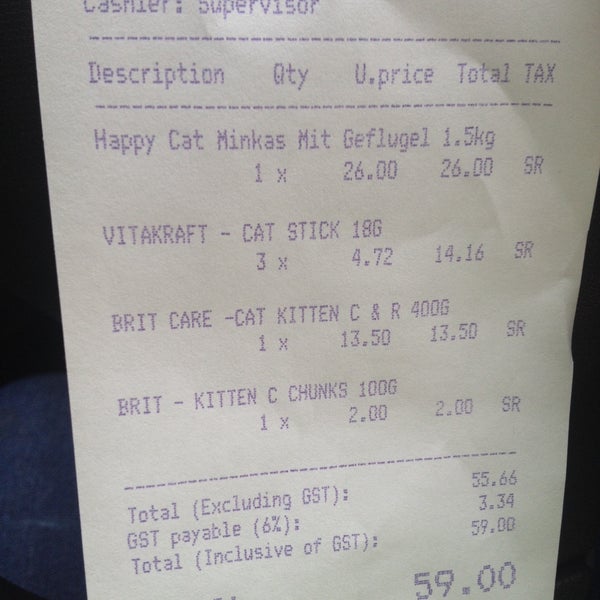 Cashier: Supervisor
Description Qty U.price Total TAX
Happy Cat Minkas Mit Geflugel 1.5kg
1 x 26.00 26.00 SR
VITAKRAFT - CAT STICK 18G
3 x 4.72 14.16 SR
BRIT CARE -CAT KITTEN C & R 400G
1 x 13.50 13.50 SR
BRIT - KITTEN C CHUNKS 100G
1 x 2.00 2.00 SR
Total (Excluding GST): 55.66
GST payable (6%): 3.34
Total (Inclusive of GST): 59.00
59.00